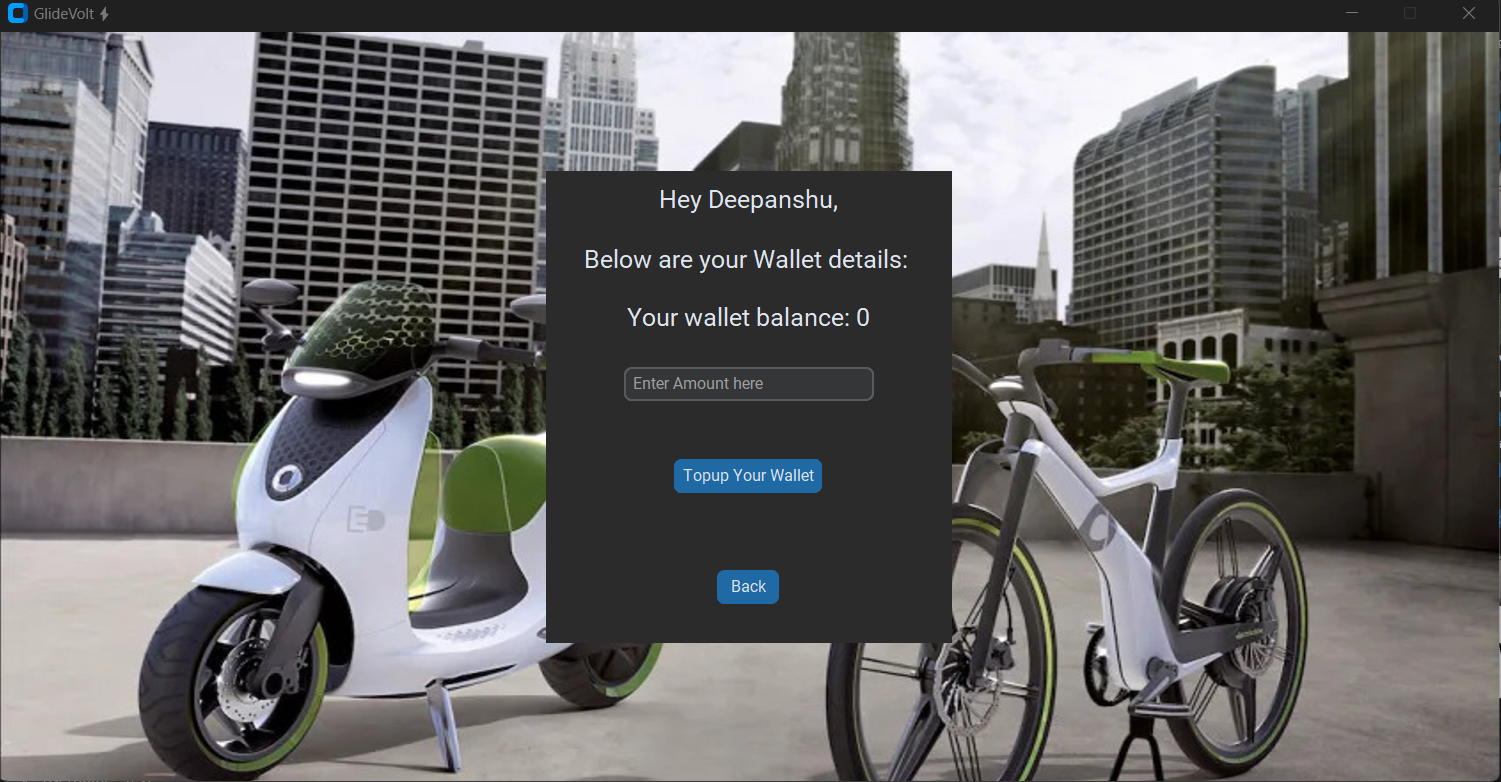 GlideVolt
Hey Deepanshu,
Below are your Wallet details:
Your wallet balance: 0
Enter Amount here
Topup Your Wallet
Back